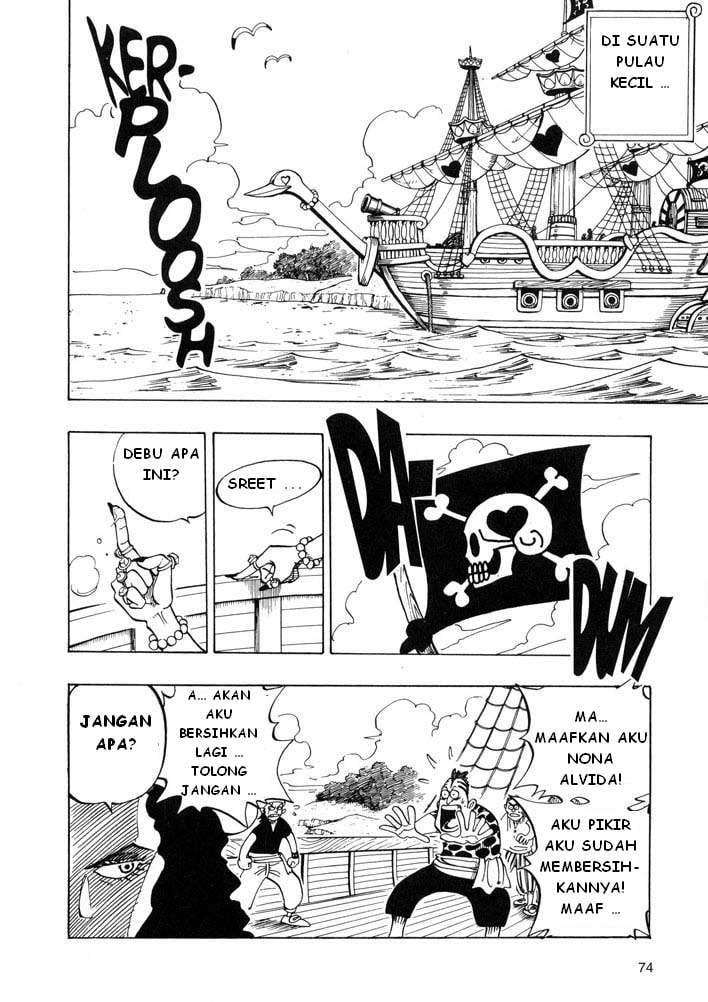 DI SUATU
PULAU
KECIL ...
KER-
PLOOSH
DA
DUM
SREET ...
DEBU APA
INI?
MA...
MAAFKAN AKU
NONA
ALVIDA!
AKU PIKIR
AKU SUDAH
MEMBERSIH-
KANNYA!
MAAF ...
A... AKAN
AKU
BERSIHKAN
LAGI ...
TOLONG
JANGAN ...
JANGAN
APA?
74